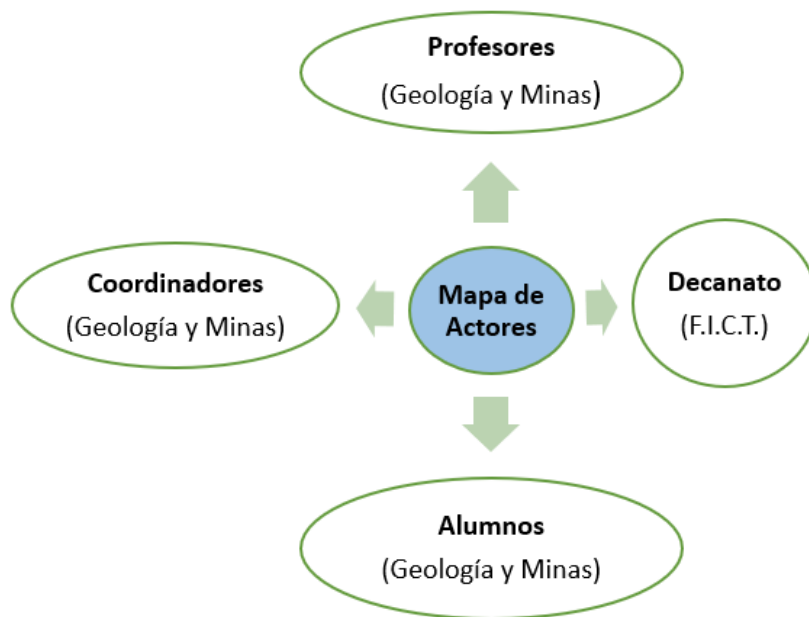 Profesores
(Geología y Minas)
Coordinadores
(Geología y Minas)
Mapa de
Actores
Decanato
(F.I.C.T.)
Alumnos
(Geología y Minas)